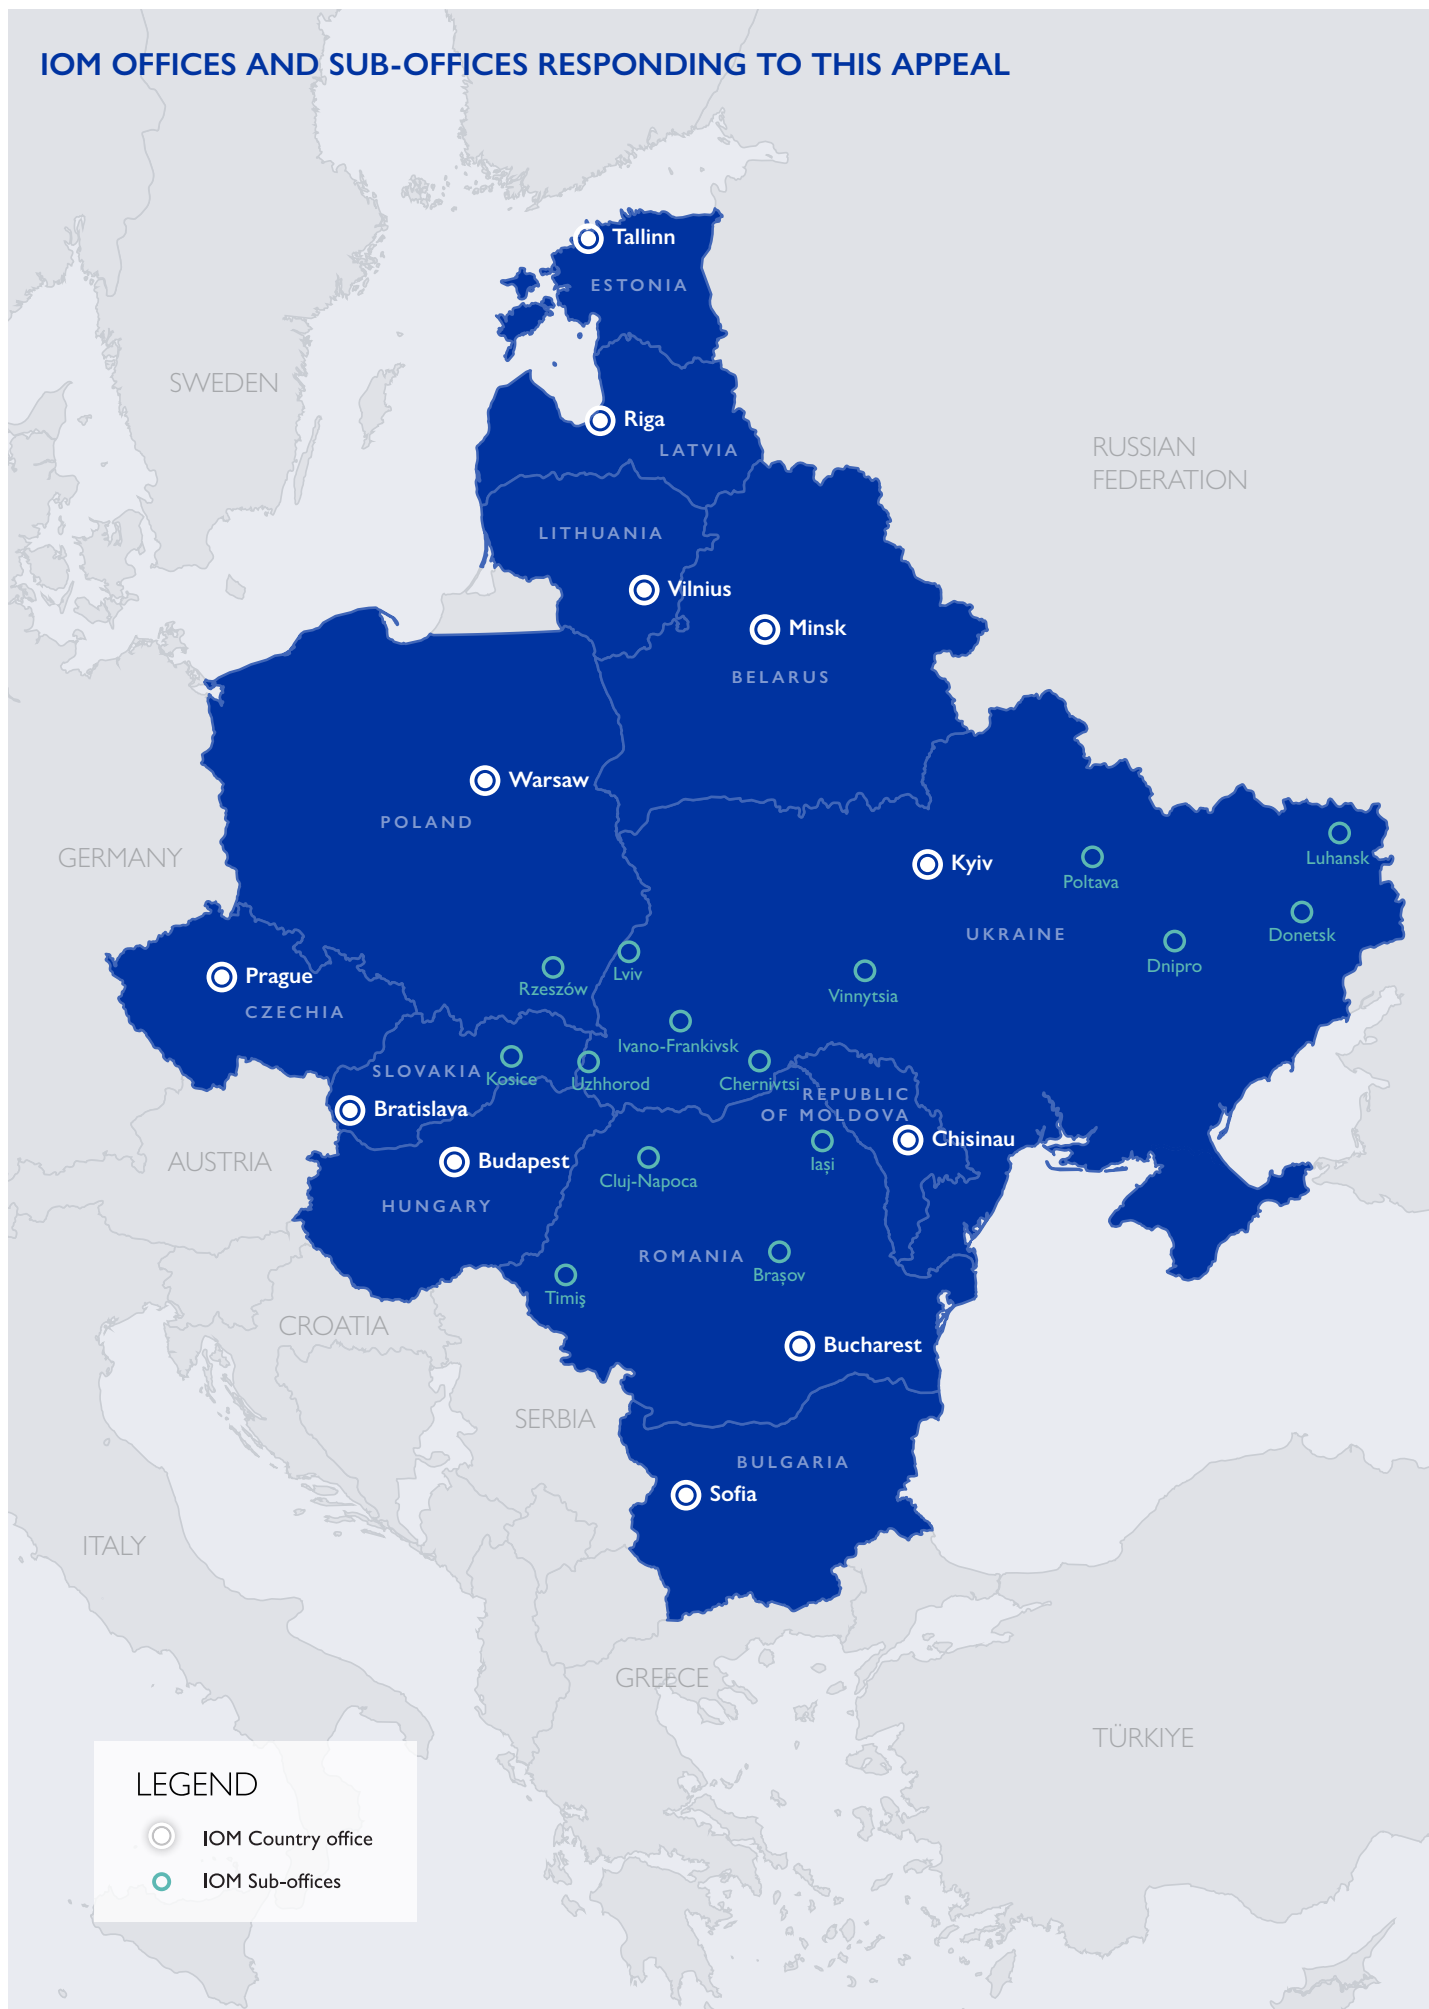 IOM OFFICES AND SUB-OFFICES RESPONDING TO THIS APPEAL
Tallinn
ESTONIA
SWEDEN
Riga
LATVIA
RUSSIAN
FEDERATION
LITHUANIA
Vilnius
Minsk
BELARUS
Warsaw
POLAND
GERMANY
Kyiv
Poltava
Luhansk
UKRAINE
Donetsk
Dnipro
Prague
CZECHIA
Rzeszów
Lviv
Vinnytsia
Ivano-Frankivsk
SLOVAKIA
Kosice
Uzhhorod
Chernivtsi
REPUBLIC
OF MOLDOVA
Bratislava
Chisinau
AUSTRIA
Budapest
Iași
Cluj-Napoca
HUNGARY
ROMANIA
Brașov
Timiş
CROATIA
Bucharest
SERBIA
BULGARIA
Sofia
ITALY
GREECE
TÜRKIYE
LEGEND
IOM Country office
IOM Sub-offices